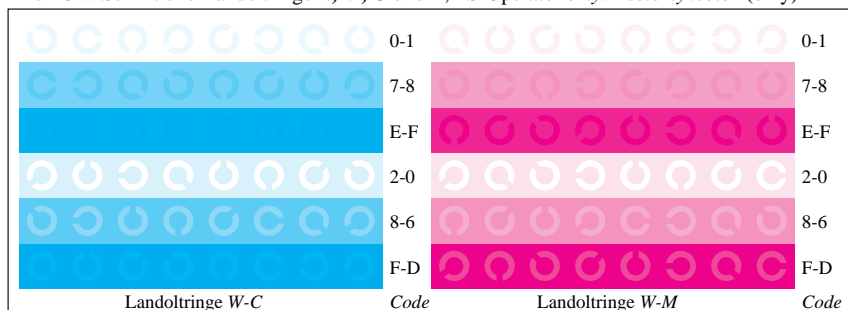 0-1 0-1
7-8 7-8
E-F E-F
2-0 2-0
8-6 8-6
F-D F-D
Landoltringe W-C Code Landoltringe W-M Code